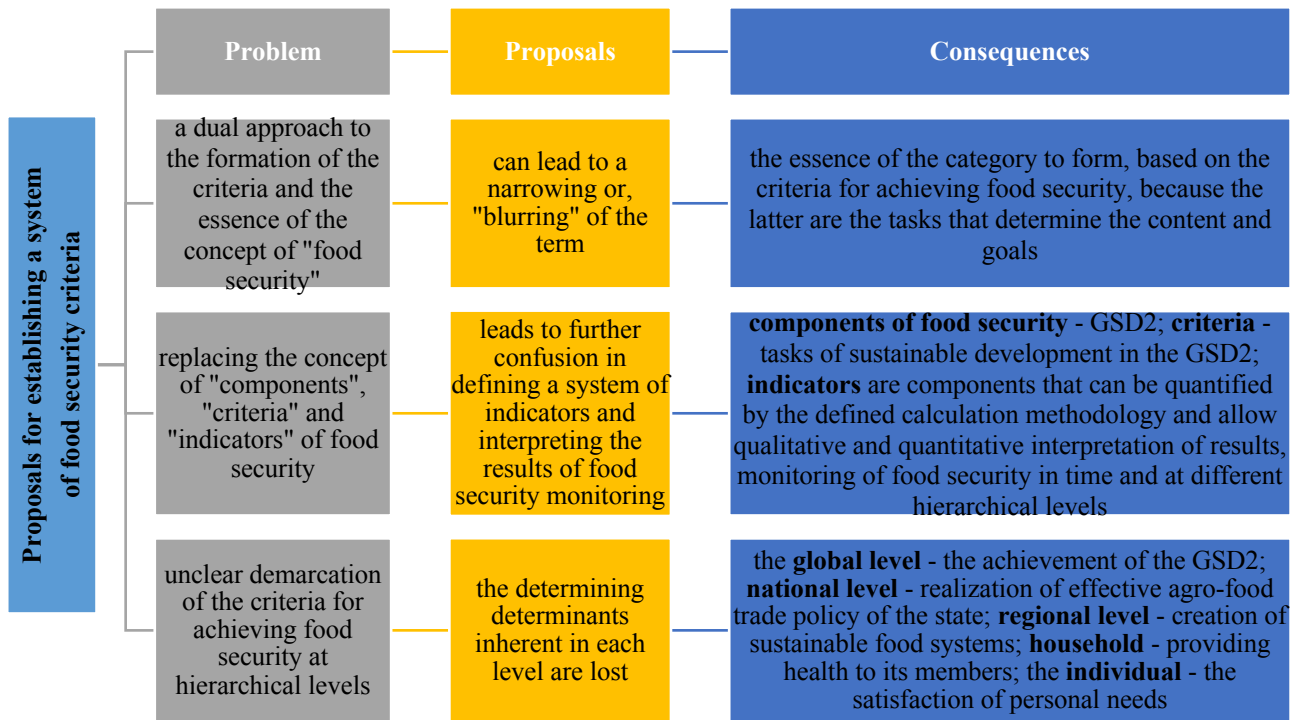 Proposals for establishing a system
of food security criteria
Problem
Proposals
Consequences
a dual approach to
the formation of the
criteria and the
essence of the
concept of "food
security"
can lead to a
narrowing or,
"blurring" of the
term
the essence of the category to form, based on the
criteria for achieving food security, because the
latter are the tasks that determine the content and
goals
replacing the concept
of "components",
"criteria" and
"indicators" of food
security
leads to further
confusion in
defining a system of
indicators and
interpreting the
results of food
security monitoring
components of food security - GSD2; criteria -
tasks of sustainable development in the GSD2;
indicators are components that can be quantified
by the defined calculation methodology and allow
qualitative and quantitative interpretation of results,
monitoring of food security in time and at different
hierarchical levels
unclear demarcation
of the criteria for
achieving food
security at
hierarchical levels
the determining
determinants
inherent in each
level are lost
the global level - the achievement of the GSD2;
national level - realization of effective agro-food
trade policy of the state; regional level - creation of
sustainable food systems; household - providing
health to its members; the individual - the
satisfaction of personal needs